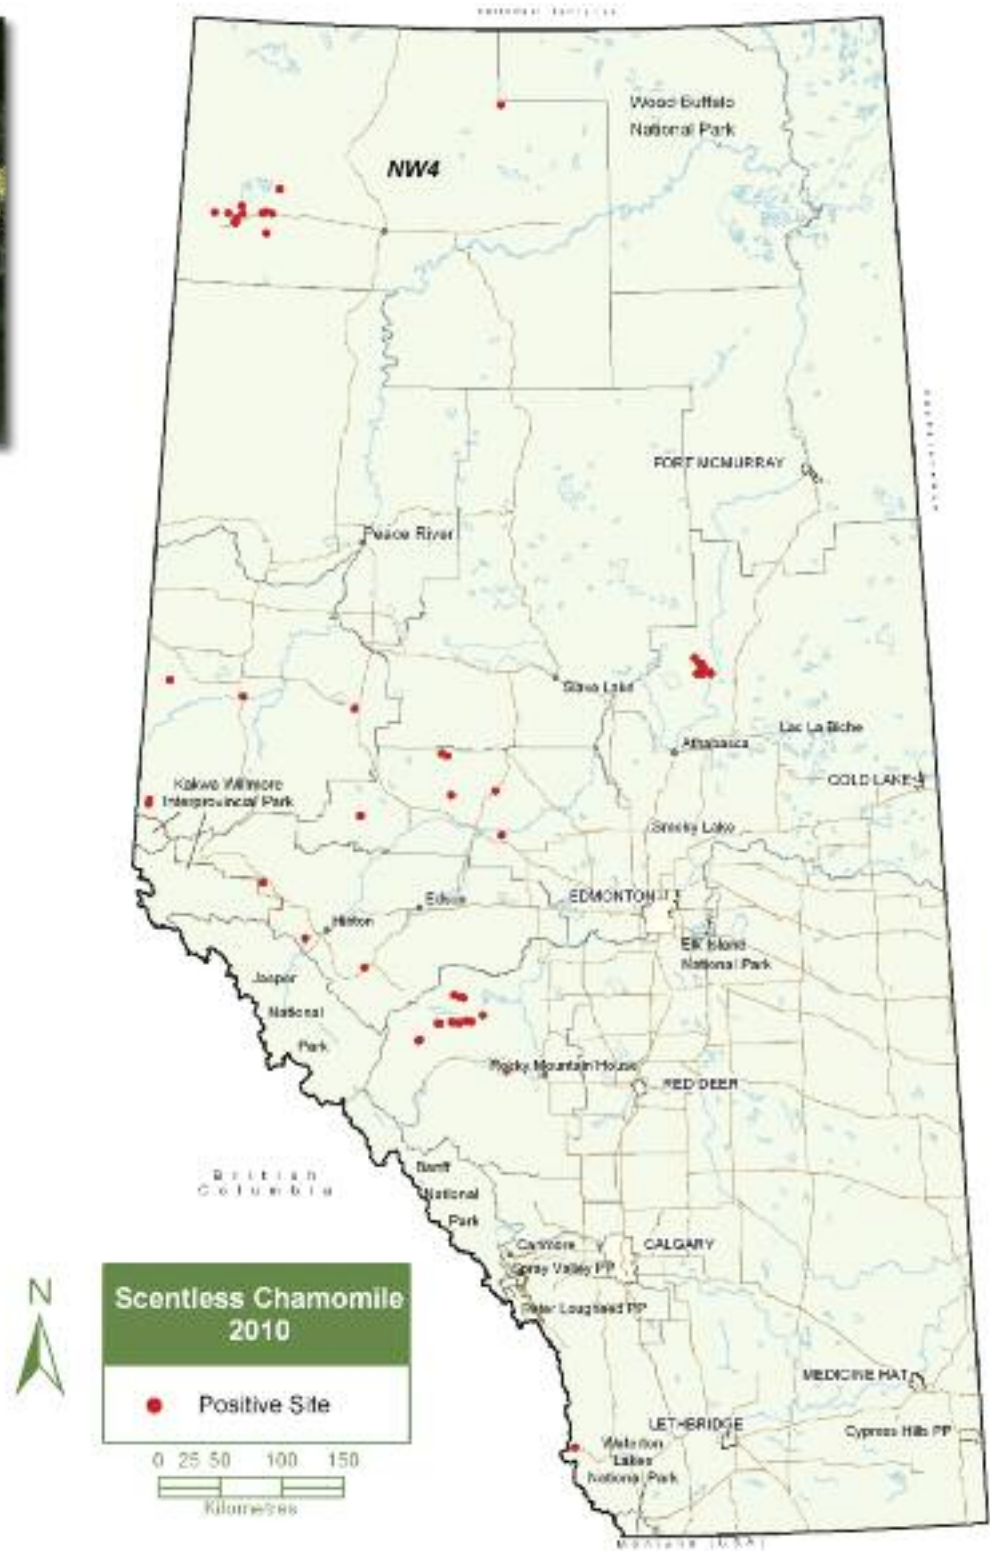 Wood Buffalo
National Park
NW4
FORT MCMURRAY
Peace River
Slave Lake
Lac La Biche
Athabasca
COLD LAKE
Kakwa Willmore
Interprovincial Park
Smoky Lake
EDMONTON
Edson
Hinton
Elk Island
National Park
Jasper
National
Park
Rocky Mountain House
RED DEER
British
Columbia
Banff
National
Park
Canmore
CALGARY
Spray Valley PP
Peter Lougheed PP
N
Scentless Chamomile
2010
Positive Site
0 25 50 100 150
Kilometres
MEDICINE HAT
LETHBRIDGE
Cypress Hills PP
Waterton
Lakes
National Park
Montana (USA)